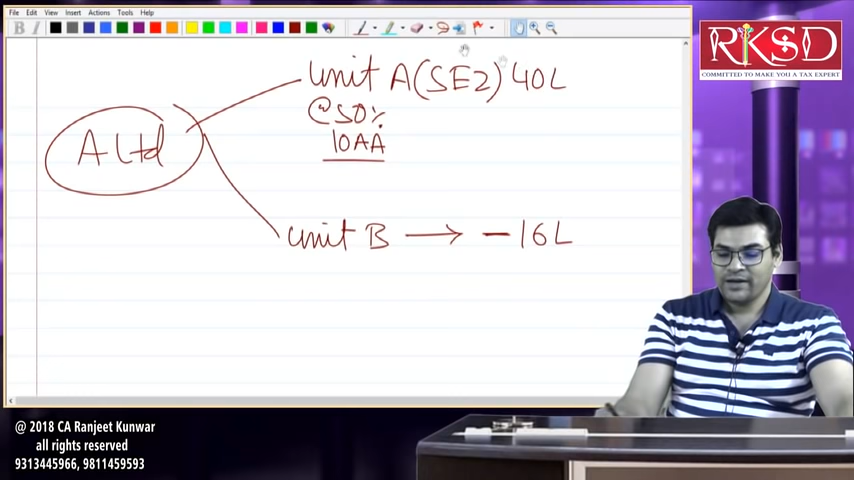 File Edit View Insert Actions Tools Help
B I
Unit A (SEZ) 40L
@50%
10AA
A Ltd
Unit B → -16L
RKSD
COMMITTED TO MAKE YOU A TAX EXPERT
@ 2018 CA Ranjeet Kunwar
all rights reserved
9313445966, 9811459593